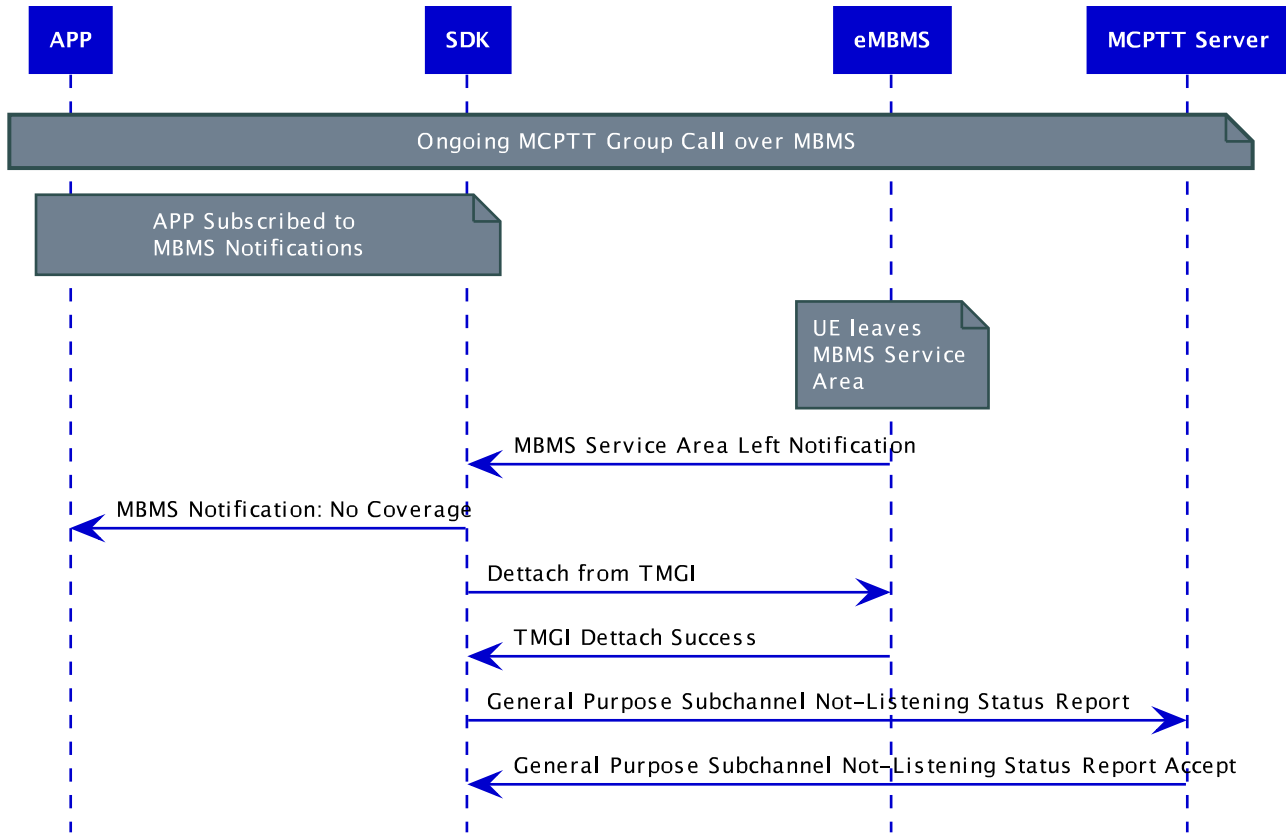 APP
SDK
eMBMS
MCPTT Server
Ongoing MCPTT Group Call over MBMS
APP Subscribed to
MBMS Notifications
UE leaves
MBMS Service
Area
MBMS Service Area Left Notification
MBMS Notification: No Coverage
Dettach from TMGI
TMGI Dettach Success
General Purpose Subchannel Not-Listening Status Report
General Purpose Subchannel Not-Listening Status Report Accept